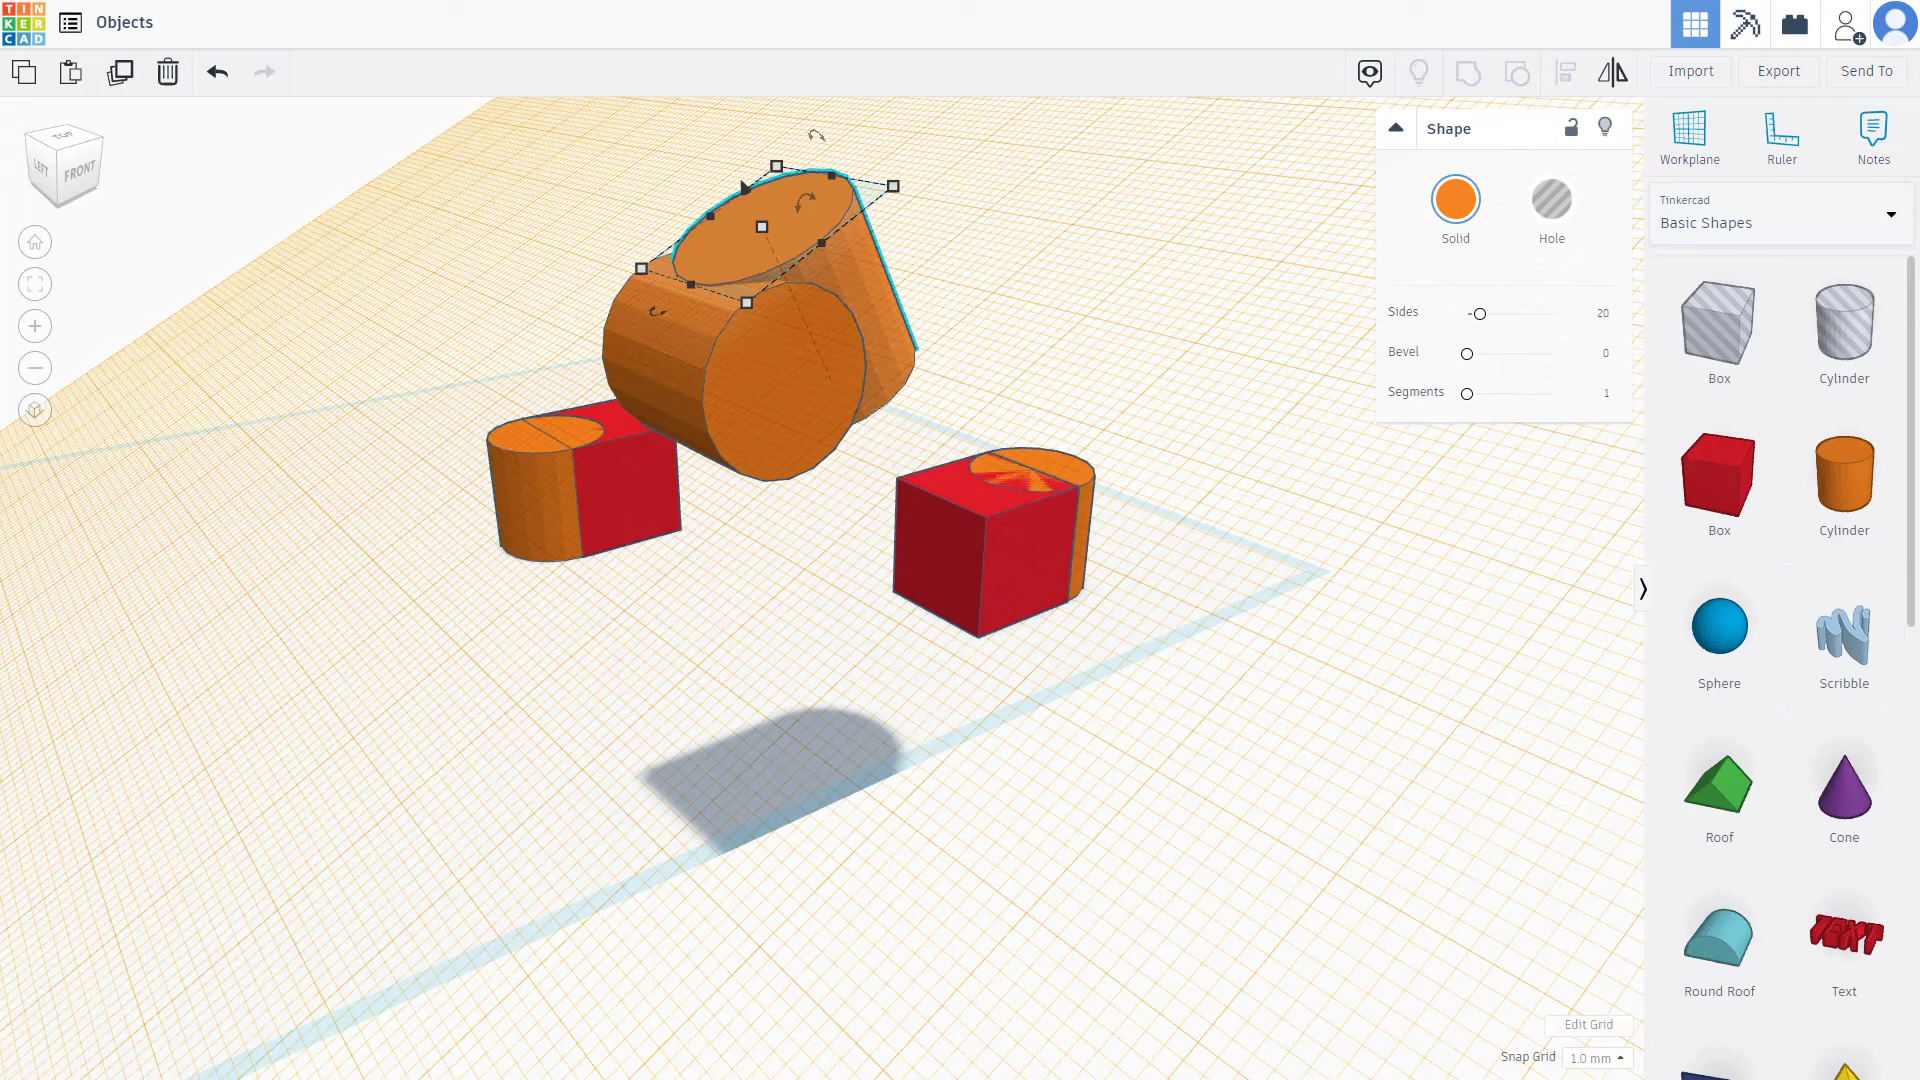 TIN
KER
CAD
Objects
Import
Export
Send To
TOP
LEFT
FRONT
Shape
Solid
Hole
Sides
20
Bevel
0
Segments
1
Workplane
Ruler
Notes
Tinkercad
Basic Shapes
Box
Cylinder
Box
Cylinder
Sphere
Scribble
Roof
Cone
TEXT
Round Roof
Text
Edit Grid
Snap Grid
1.0 mm